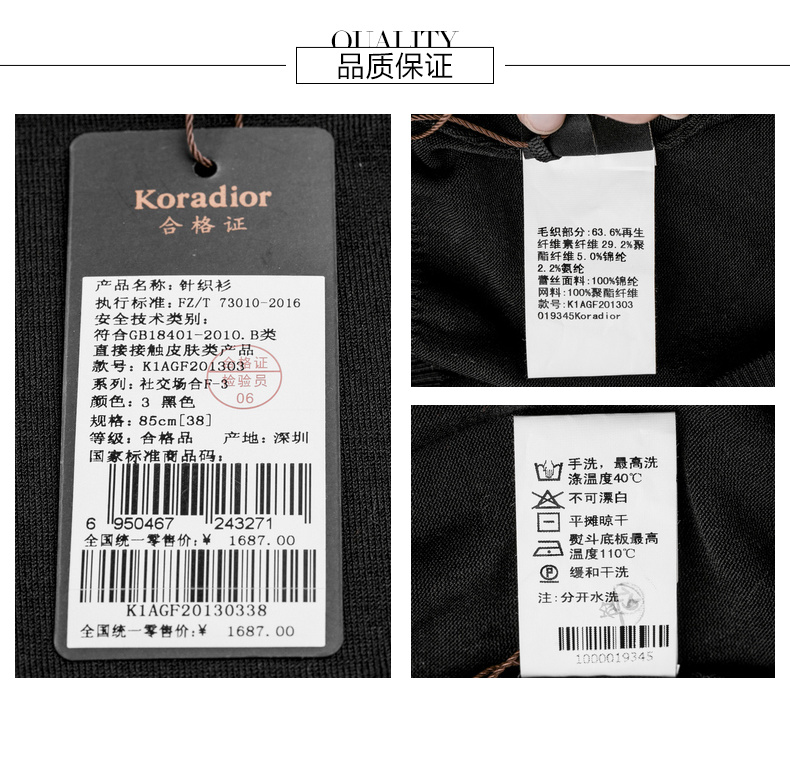 QUALITY
品质保证
Koradior
合格证
产品名称: 针织衫
执行标准: FZ/T 73010-2016
安全技术类别:
符合GB18401-2010.B类
直接接触皮肤类产品
款号: K1AGF201303
系列: 社交场合F-3
颜色: 3 黑色
规格: 85cm[38]
等级: 合格品 产地: 深圳
国家标准商品码:
合格证
检验员
06
6 950467 243271
全国统一零售价:¥ 1687.00
K1AGF20130338
全国统一零售价:¥ 1687.00
毛织部分:63.6%再生
纤维素纤维29.2%聚
酯纤维5.0%锦纶
2.2%氨纶
蕾丝面料:100%锦纶
网料:100%聚酯纤维
款号:K1AGF201303
019345Koradior
手洗，最高洗
涤温度40℃
不可漂白
平摊晾干
熨斗底板最高
温度110℃
P 缓和干洗
注:分开水洗
1000019345